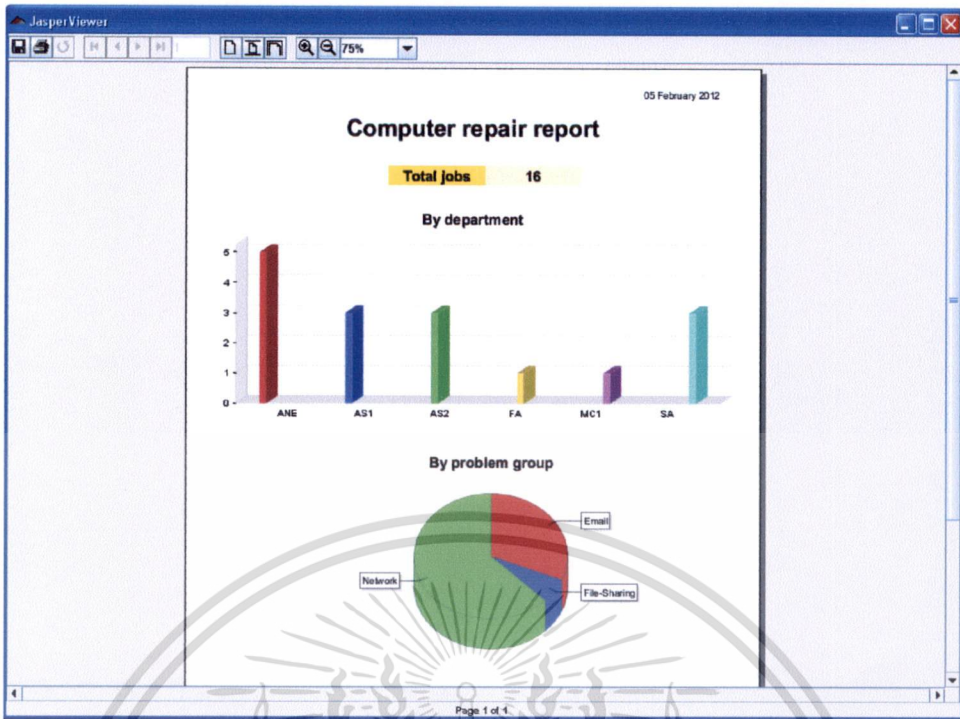 JasperViewer
1
75%
05 February 2012
Computer repair report
Total jobs 16
By department
5
4
3
2
1
0
ANE AS1 AS2 FA MC1 SA
By problem group
Email
Network
File-Sharing
Page 1 of 1